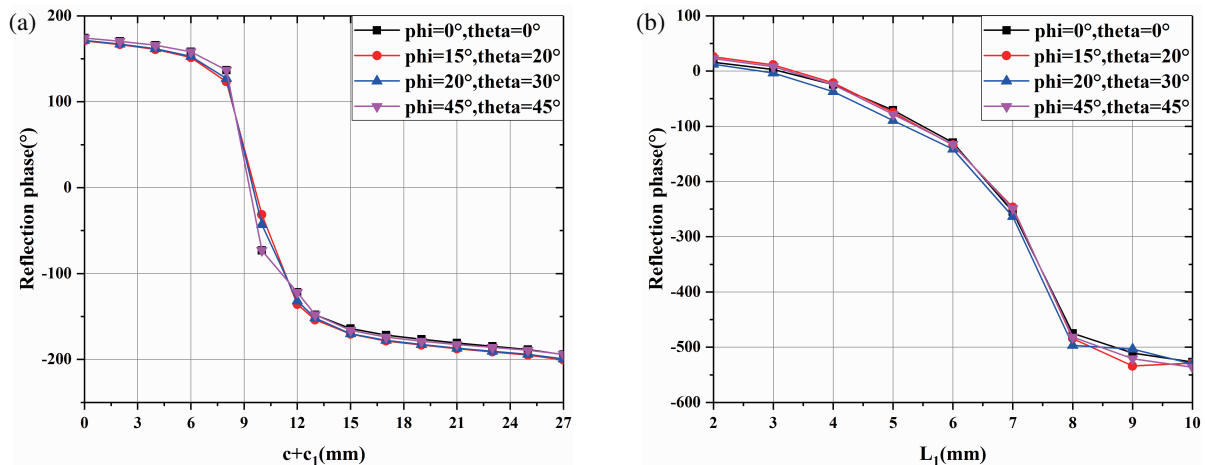 (a)
phi=0°,theta=0°
phi=15°,theta=20°
phi=20°,theta=30°
phi=45°,theta=45°
200
100
0
-100
-200
Reflection phase(°)
0 3 6 9 12 15 18 21 24 27
c+c1(mm)
(b)
phi=0°,theta=0°
phi=15°,theta=20°
phi=20°,theta=30°
phi=45°,theta=45°
100
0
-100
-200
-300
-400
-500
-600
Reflection phase(°)
2 3 4 5 6 7 8 9 10
L1(mm)